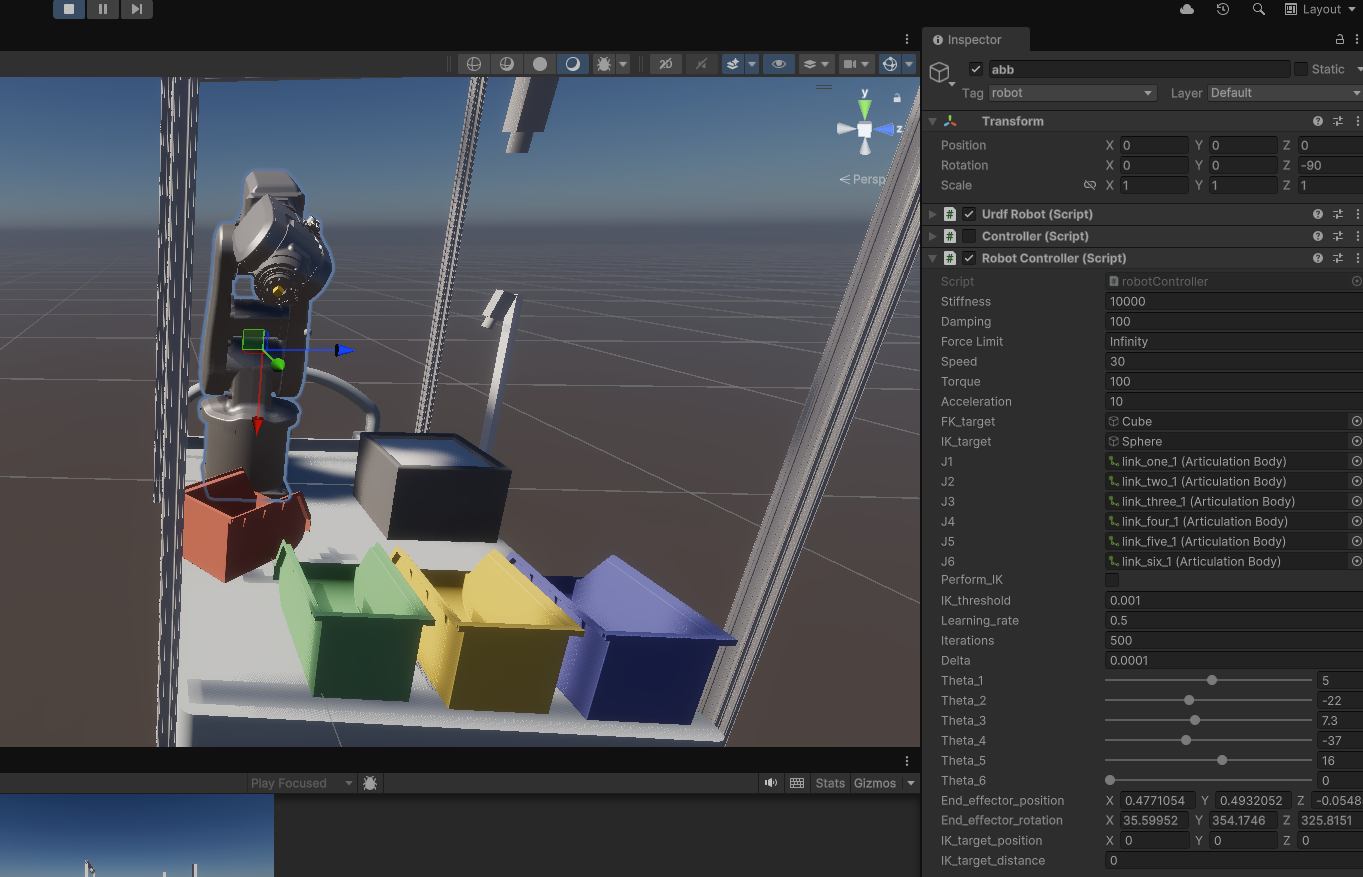 Layout
Inspector
abb
Static
Tag robot
Layer Default
Transform
Position X 0 Y 0 Z 0
Rotation X 0 Y 0 Z -90
Scale X 1 Y 1 Z 1
# Urdf Robot (Script)
# Controller (Script)
# Robot Controller (Script)
Script robotController
Stiffness 10000
Damping 100
Force Limit Infinity
Speed 30
Torque 100
Acceleration 10
FK_target Cube
IK_target Sphere
J1 link_one_1 (Articulation Body)
J2 link_two_1 (Articulation Body)
J3 link_three_1 (Articulation Body)
J4 link_four_1 (Articulation Body)
J5 link_five_1 (Articulation Body)
J6 link_six_1 (Articulation Body)
Perform_IK
IK_threshold 0.001
Learning_rate 0.5
Iterations 500
Delta 0.0001
Theta_1 5
Theta_2 -22
Theta_3 7.3
Theta_4 -37
Theta_5 16
Theta_6 0
End_effector_position X 0.4771054 Y 0.4932052 Z -0.0548
End_effector_rotation X 35.59952 Y 354.1746 Z 325.8151
IK_target_position X 0 Y 0 Z 0
IK_target_distance 0
2D
y
z
Persp
Play Focused
Stats Gizmos